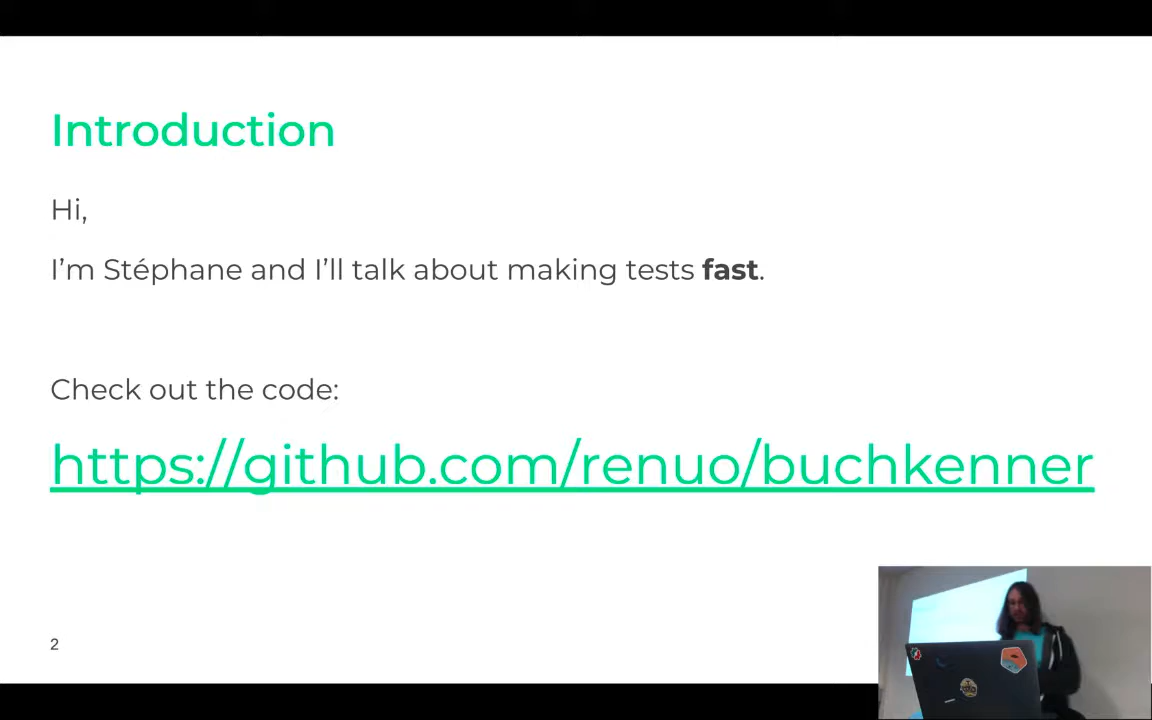 Introduction
Hi,
I’m Stéphane and I’ll talk about making tests fast.
Check out the code:
https://github.com/renuo/buchkenner
2